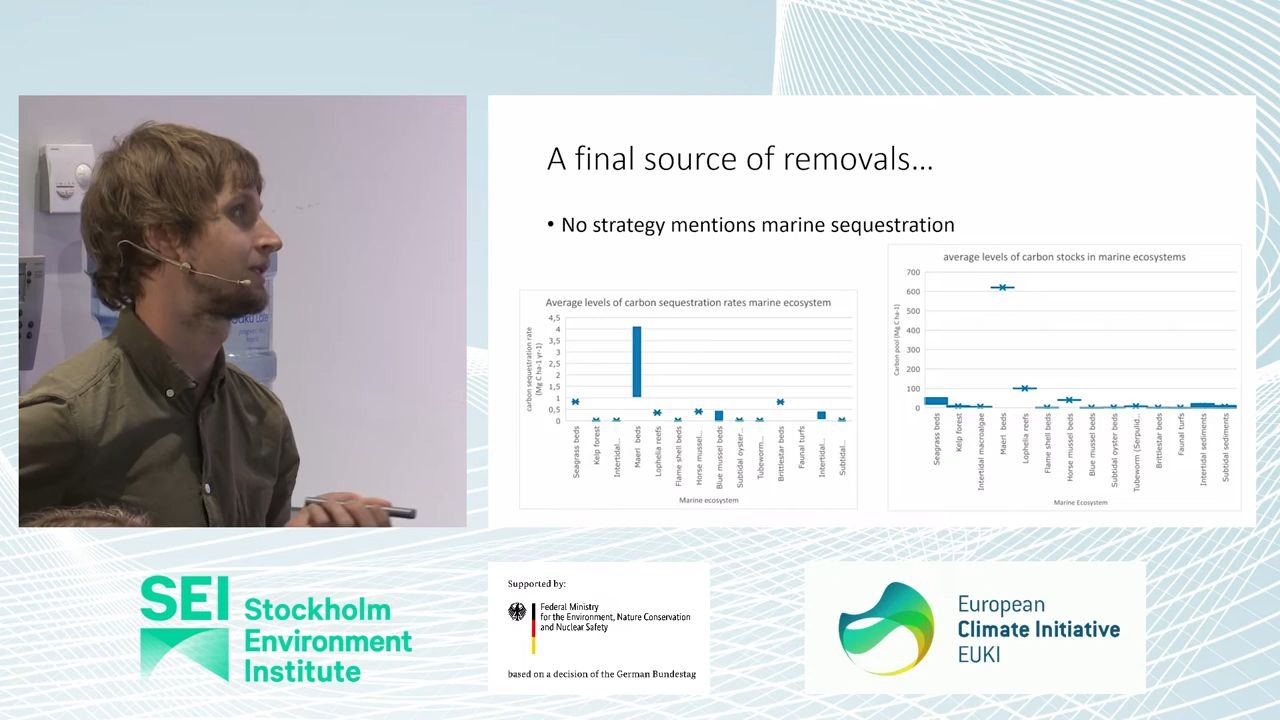 A final source of removals...
• No strategy mentions marine sequestration
Average levels of carbon sequestration rates marine ecosystem
carbon sequestration rate
(Mg C ha-1 yr-1)
4,5
4
3,5
3
2,5
2
1,5
1
0,5
0
Seagrass beds
Kelp forest
Intertidal...
Maerl beds
Lophelia reefs
Flame shell beds
Horse mussel...
Blue mussel beds
Subtidal oyster...
Tubeworm...
Brittlestar beds
Faunal turfs
Intertidal...
Subtidal...
Marine ecosystem
average levels of carbon stocks in marine ecosystems
Carbon pool (Mg C ha-1)
700
600
500
400
300
200
100
0
Seagrass beds
Kelp forest
Intertidal macroalgae
Maerl beds
Lophelia reefs
Flame shell beds
Horse mussel beds
Blue mussel beds
Subtidal oyster beds
Tubeworm (Serpulid...
Brittlestar beds
Faunal turfs
Intertidal sediments
Subtidal sediments
Marine Ecosystem
SEI Stockholm
Environment
Institute
Supported by:
Federal Ministry
for the Environment, Nature Conservation
and Nuclear Safety
based on a decision of the German Bundestag
European
Climate Initiative
EUKI